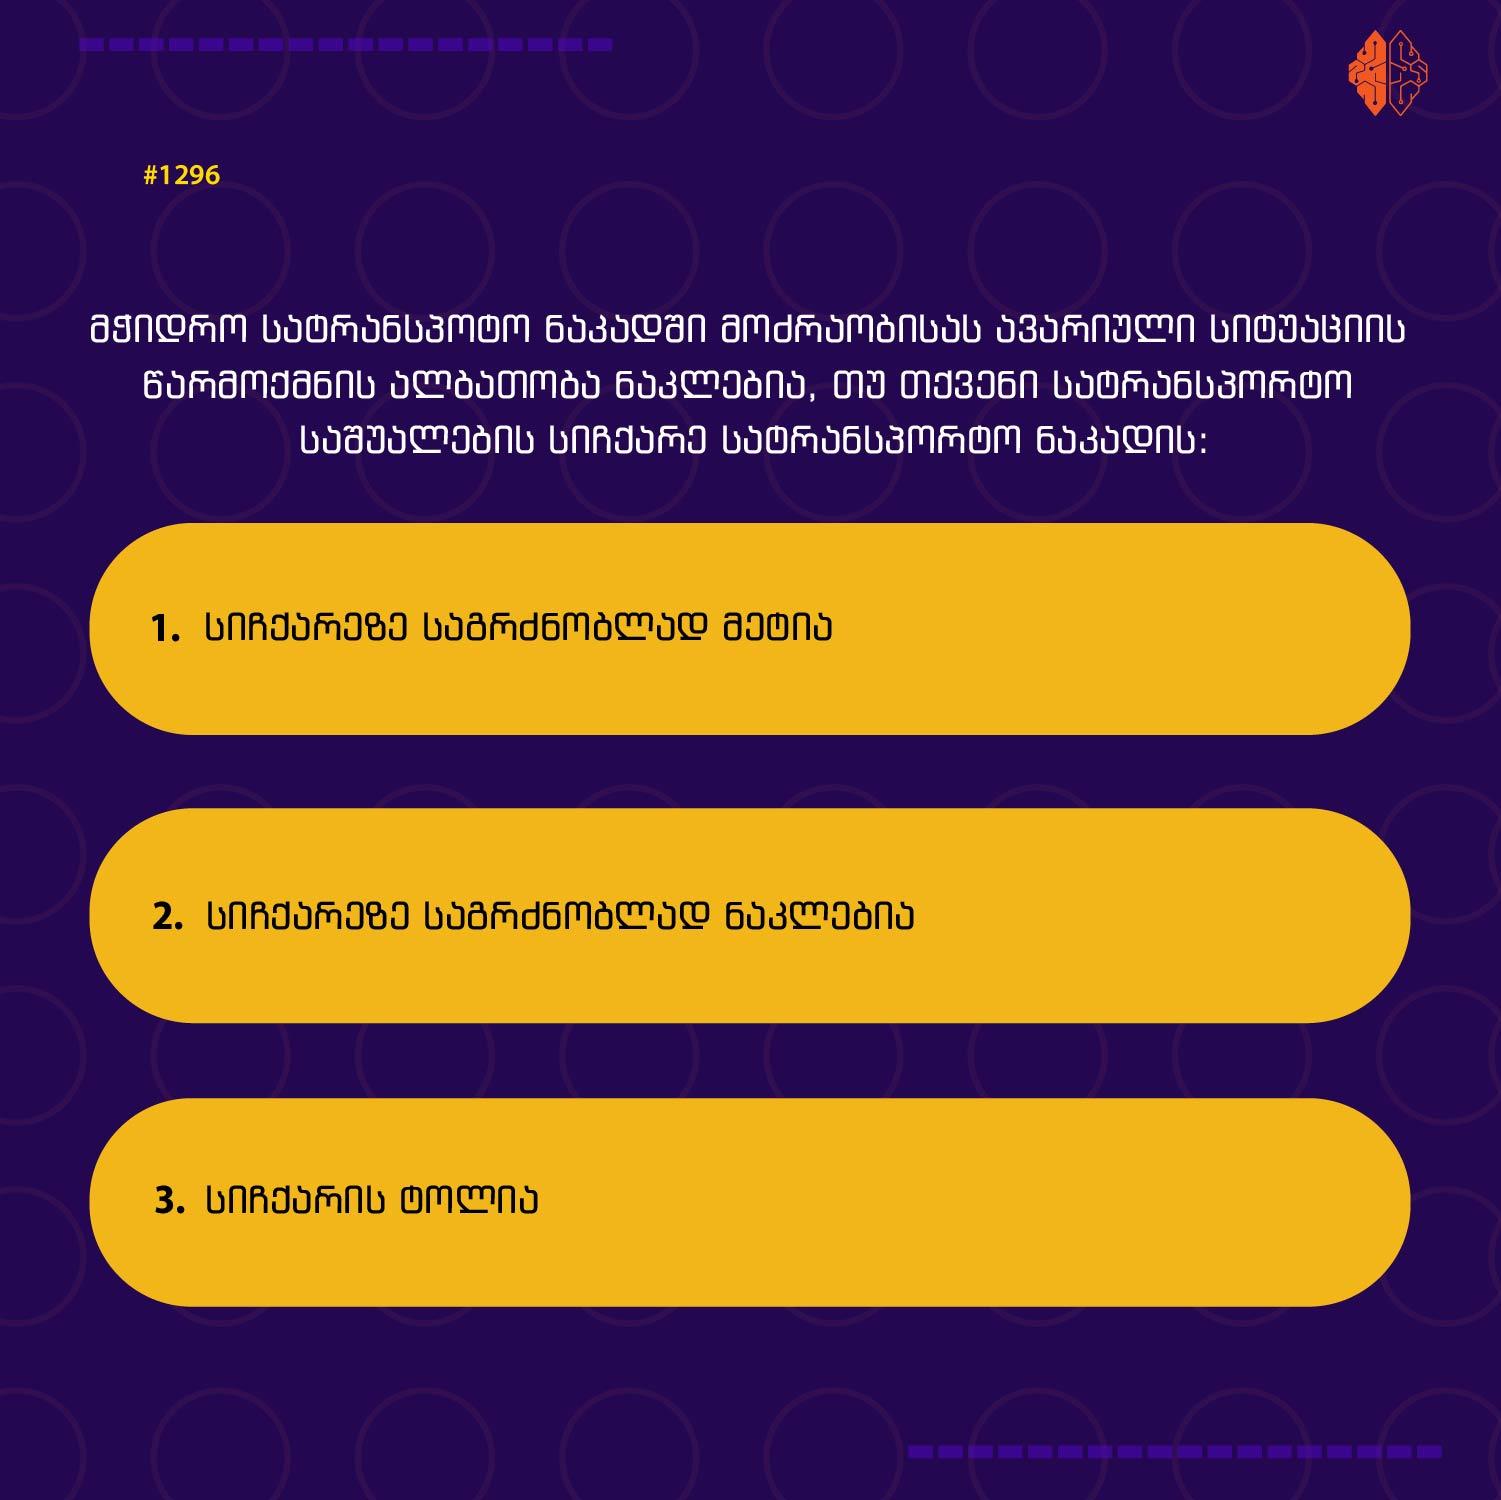 #1296
მჭიდრო სატრანსპოტო ნაკადში მოძრაობისას ავარიული სიტუაციის
წარმოქმნის ალბათობა ნაკლებია, თუ თქვენი სატრანსპორტო
საშუალების სიჩქარე სატრანსპორტო ნაკადის:
1. სიჩქარეზე საგრძნობლად მეტია
2. სიჩქარეზე საგრძნობლად ნაკლებია
3. სიჩქარის ტოლია